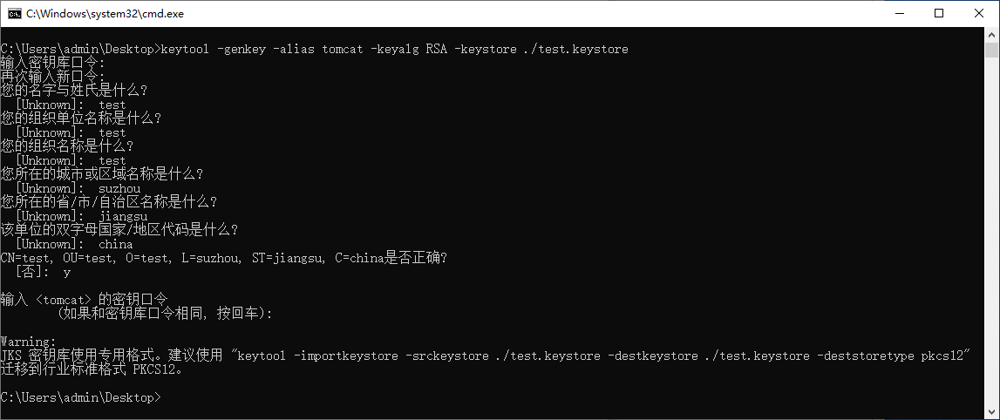 C:\Windows\system32\cmd.exe
C:\Users\admin\Desktop>keytool -genkey -alias tomcat -keyalg RSA -keystore ./test.keystore
输入密钥库口令:
再次输入新口令:
您的名字与姓氏是什么?
[Unknown]:  test
您的组织单位名称是什么?
[Unknown]:  test
您的组织名称是什么?
[Unknown]:  test
您所在的城市或区域名称是什么?
[Unknown]:  suzhou
您所在的省/市/自治区名称是什么?
[Unknown]:  jiangsu
该单位的双字母国家/地区代码是什么?
[Unknown]:  china
CN=test, OU=test, O=test, L=suzhou, ST=jiangsu, C=china是否正确?
[否]:  y
输入 <tomcat> 的密钥口令
(如果和密钥库口令相同, 按回车):
Warning:
JKS 密钥库使用专用格式。建议使用 "keytool -importkeystore -srckeystore ./test.keystore -destkeystore ./test.keystore -deststoretype pkcs12"
迁移到行业标准格式 PKCS12。
C:\Users\admin\Desktop>